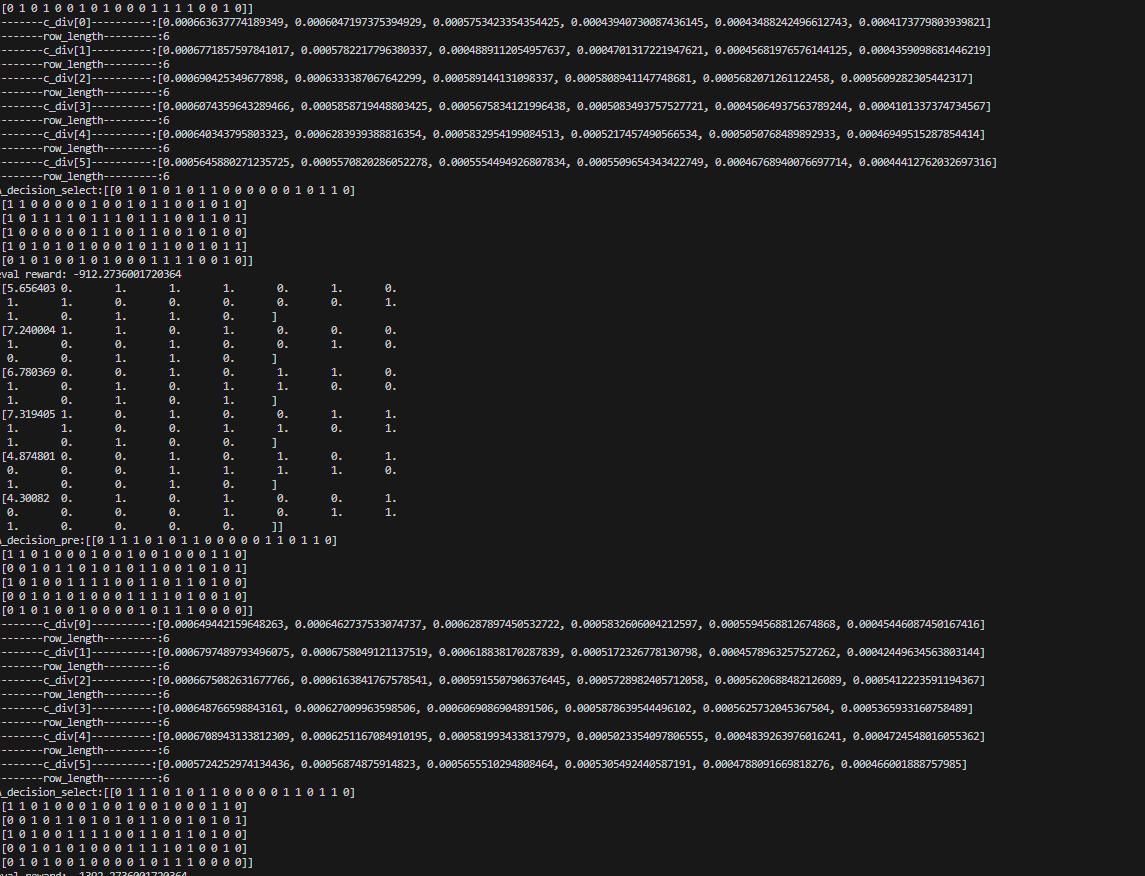 [0 1 0 1 0 0 1 0 1 0 0 0 1 1 1 1 0 0 1 0]
-------c_div[0]----------:[0.000663637774189349, 0.0006047197375394929, 0.0005753423354354425, 0.00043940730087436145, 0.00043488242496612743, 0.0004173779803939821]
-------row_length---------:6
-------c_div[1]----------:[0.0006771857597841017, 0.0005782217796380337, 0.0004889112054957637, 0.0004701317221947621, 0.00045681976576144125, 0.0004359098681446219]
-------row_length---------:6
-------c_div[2]----------:[0.000690425349677898, 0.0006333387067642299, 0.000589144131098337, 0.0005808941147748681, 0.0005682071261122458, 0.0005609282305442317]
-------row_length---------:6
-------c_div[3]----------:[0.0006074359643289466, 0.0005858719448803425, 0.0005675834121996438, 0.0005083493757527721, 0.00045064937563789244, 0.0004101337374734567]
-------row_length---------:6
-------c_div[4]----------:[0.000640343795803323, 0.0006283939388816354, 0.0005832954199084513, 0.0005217457490566534, 0.0005050768489892933, 0.00046949515287854414]
-------row_length---------:6
-------c_div[5]----------:[0.0005645880271235725, 0.0005570820286052278, 0.0005554494926807834, 0.0005509654343422749, 0.00046768940076697714, 0.00044412762032697316]
-------row_length---------:6
_decision_select:[[0 1 0 1 0 1 0 1 1 0 0 0 0 0 0 1 0 1 1 0]
[1 1 0 0 0 0 0 1 0 0 1 0 1 1 0 0 1 0 1 0]
[1 0 1 1 1 1 0 1 1 1 0 1 1 1 0 0 1 1 0 1]
[1 0 0 0 0 0 0 1 1 0 0 1 1 0 0 1 0 1 0 0]
[1 0 1 0 1 0 1 0 0 0 1 0 1 1 0 0 1 0 1 1]
[0 1 0 1 0 0 1 0 1 0 0 0 1 1 1 1 0 0 1 0]]
eval reward: -912.2736001720364
[5.656403 0. 1. 1. 1. 0. 1. 0.
1. 1. 0. 0. 0. 0. 0. 1.
1. 0. 1. 1. 0. ]
[7.240004 1. 1. 0. 1. 0. 0. 0.
1. 0. 0. 1. 0. 0. 1. 0.
0. 0. 1. 1. 0. ]
[6.780369 0. 0. 1. 0. 1. 1. 0.
1. 0. 1. 0. 1. 1. 0. 0.
1. 0. 1. 0. 1. ]
[7.319405 1. 0. 1. 0. 0. 1. 1.
1. 1. 0. 0. 1. 1. 0. 1.
1. 0. 1. 0. 0. ]
[4.874801 0. 0. 1. 0. 1. 0. 1.
0. 0. 0. 1. 1. 1. 1. 0.
1. 0. 0. 1. 0. ]
[4.30082 0. 1. 0. 1. 0. 0. 1.
0. 0. 0. 0. 1. 0. 1. 1.
1. 0. 0. 0. 0. ]]
_decision_pre:[[0 1 1 1 0 1 0 1 1 0 0 0 0 0 1 1 0 1 1 0]
[1 1 0 1 0 0 0 1 0 0 1 0 0 1 0 0 0 1 1 0]
[0 0 1 0 1 1 0 1 0 1 0 1 1 0 0 1 0 1 0 1]
[1 0 1 0 0 1 1 1 1 0 0 1 1 0 1 1 0 1 0 0]
[0 0 1 0 1 0 1 0 0 0 1 1 1 1 0 1 0 0 1 0]
[0 1 0 1 0 0 1 0 0 0 0 1 0 1 1 1 0 0 0 0]]
-------c_div[0]----------:[0.000649442159648263, 0.0006462737533074737, 0.0006287897450532722, 0.0005832606004212597, 0.0005594568812674868, 0.00045446087450167416]
-------row_length---------:6
-------c_div[1]----------:[0.0006797489793496075, 0.0006758049121137519, 0.000618838170287839, 0.0005172326778130798, 0.0004578963257527262, 0.00042449634563803144]
-------row_length---------:6
-------c_div[2]----------:[0.0006675082631677766, 0.0006163841767578541, 0.0005915507906376445, 0.0005728982405712058, 0.0005620688482126089, 0.0005412223591194367]
-------row_length---------:6
-------c_div[3]----------:[0.000648766598843161, 0.000627009963598506, 0.0006069086904891506, 0.0005878639544496102, 0.0005625732045367504, 0.0005365933160758489]
-------row_length---------:6
-------c_div[4]----------:[0.0006708943133812309, 0.0006251167084910195, 0.0005819934338137979, 0.0005023354097806555, 0.0004839263976016241, 0.0004724548016055362]
-------row_length---------:6
-------c_div[5]----------:[0.0005724252974134436, 0.00056874875914823, 0.0005655510294808464, 0.0005305492440587191, 0.0004788091669818276, 0.000466001888757985]
-------row_length---------:6
_decision_select:[[0 1 1 1 0 1 0 1 1 0 0 0 0 0 1 1 0 1 1 0]
[1 1 0 1 0 0 0 1 0 0 1 0 0 1 0 0 0 1 1 0]
[0 0 1 0 1 1 0 1 0 1 1 0 0 1 0 1 0 1]
[1 0 1 0 0 1 1 1 1 0 0 1 1 0 1 1 0 1 0 0]
[0 0 1 0 1 0 1 0 0 0 1 1 1 1 0 1 0 0 1 0]
[0 1 0 1 0 0 1 0 0 0 0 1 0 1 1 1 0 0 0 0]]
eval reward: -1392.2736001720364